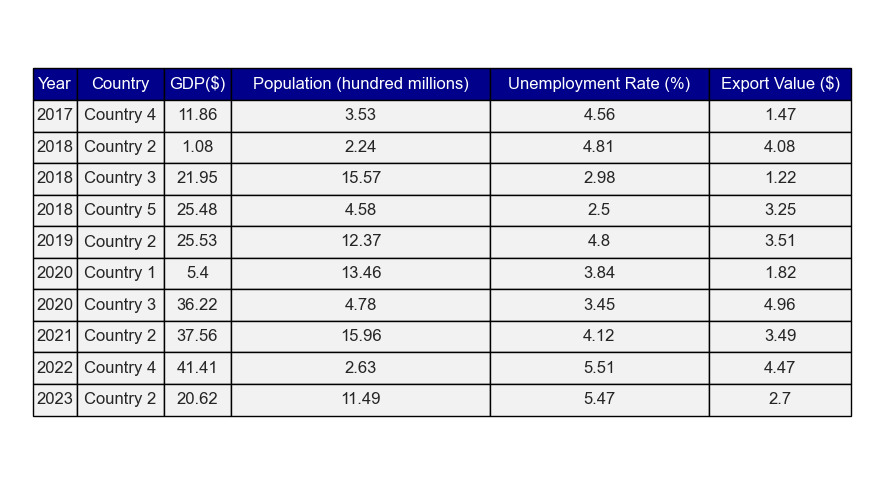 Year Country GDP($) Population (hundred millions) Unemployment Rate (%) Export Value ($)
2017 Country 4 11.86 3.53 4.56 1.47
2018 Country 2 1.08 2.24 4.81 4.08
2018 Country 3 21.95 15.57 2.98 1.22
2018 Country 5 25.48 4.58 2.5 3.25
2019 Country 2 25.53 12.37 4.8 3.51
2020 Country 1 5.4 13.46 3.84 1.82
2020 Country 3 36.22 4.78 3.45 4.96
2021 Country 2 37.56 15.96 4.12 3.49
2022 Country 4 41.41 2.63 5.51 4.47
2023 Country 2 20.62 11.49 5.47 2.7